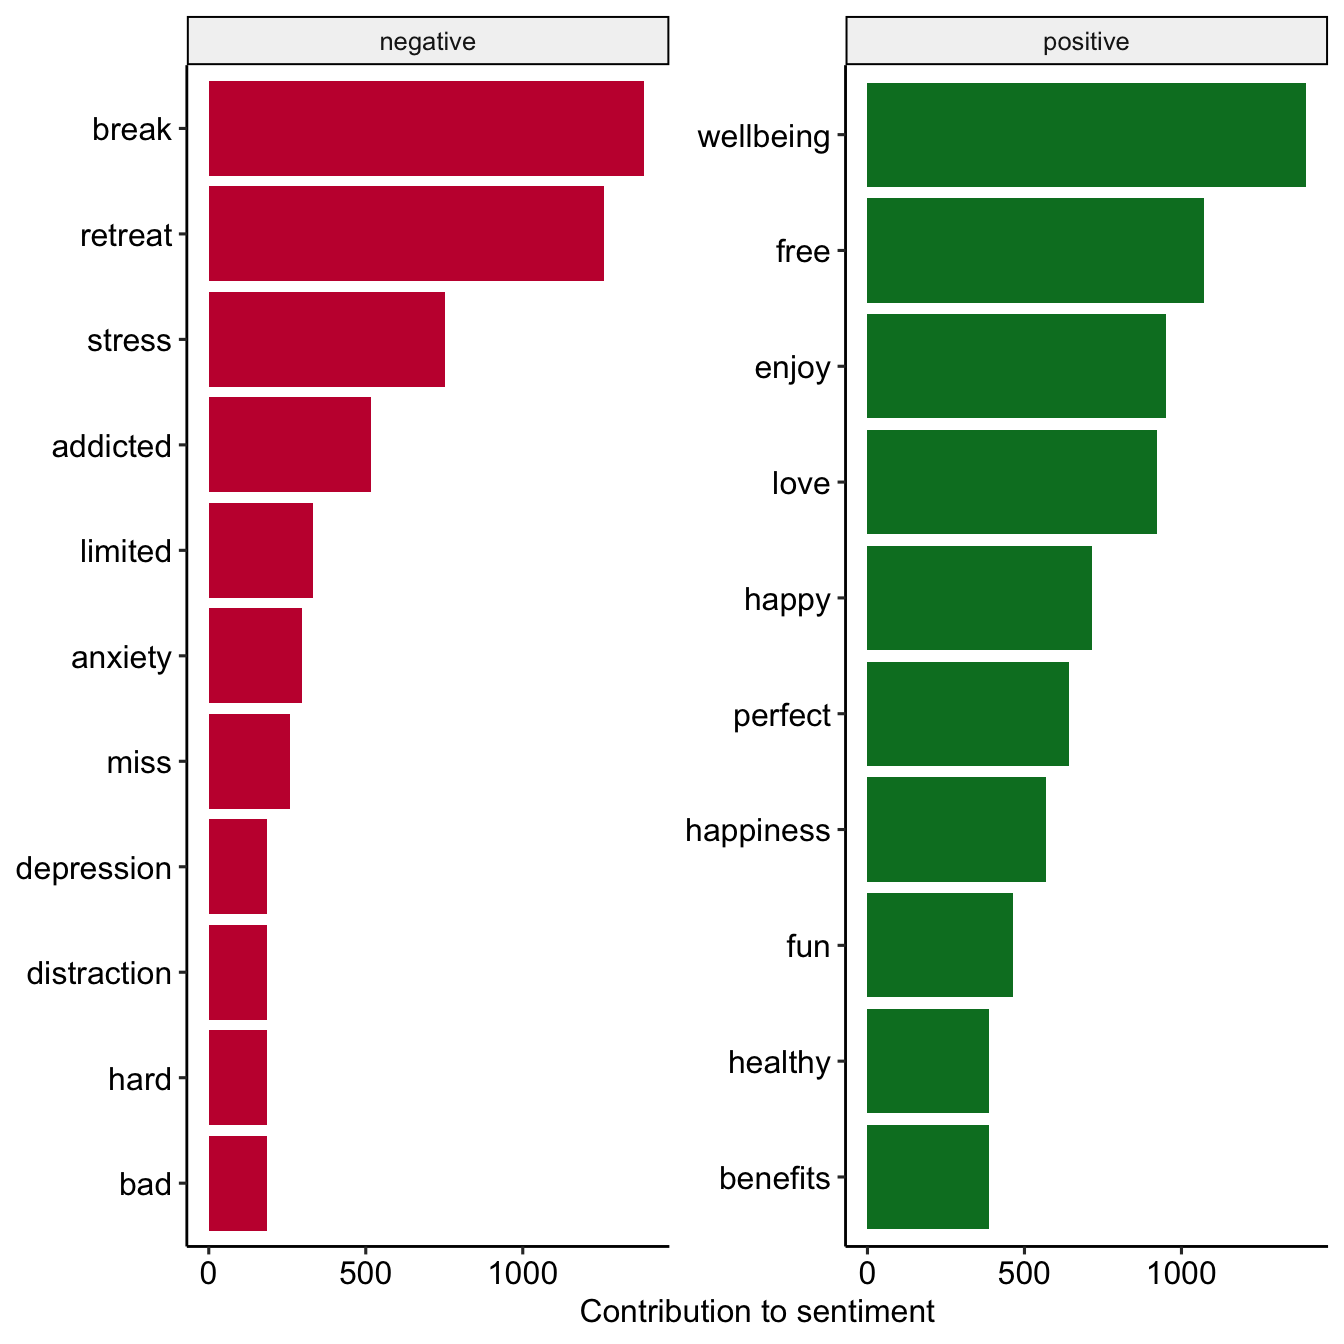 negative
break
retreat
stress
addicted
limited
anxiety
miss
depression
distraction
hard
bad
0 500 1000
positive
wellbeing
free
enjoy
love
happy
perfect
happiness
fun
healthy
benefits
0 500 1000
Contribution to sentiment